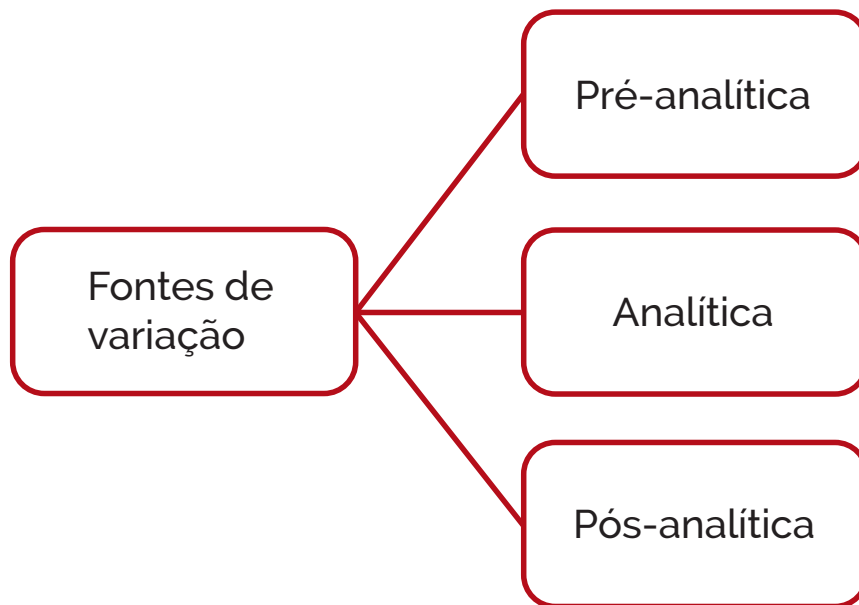 Pré-analítica
Fontes de
variação
Analítica
Pós-analítica